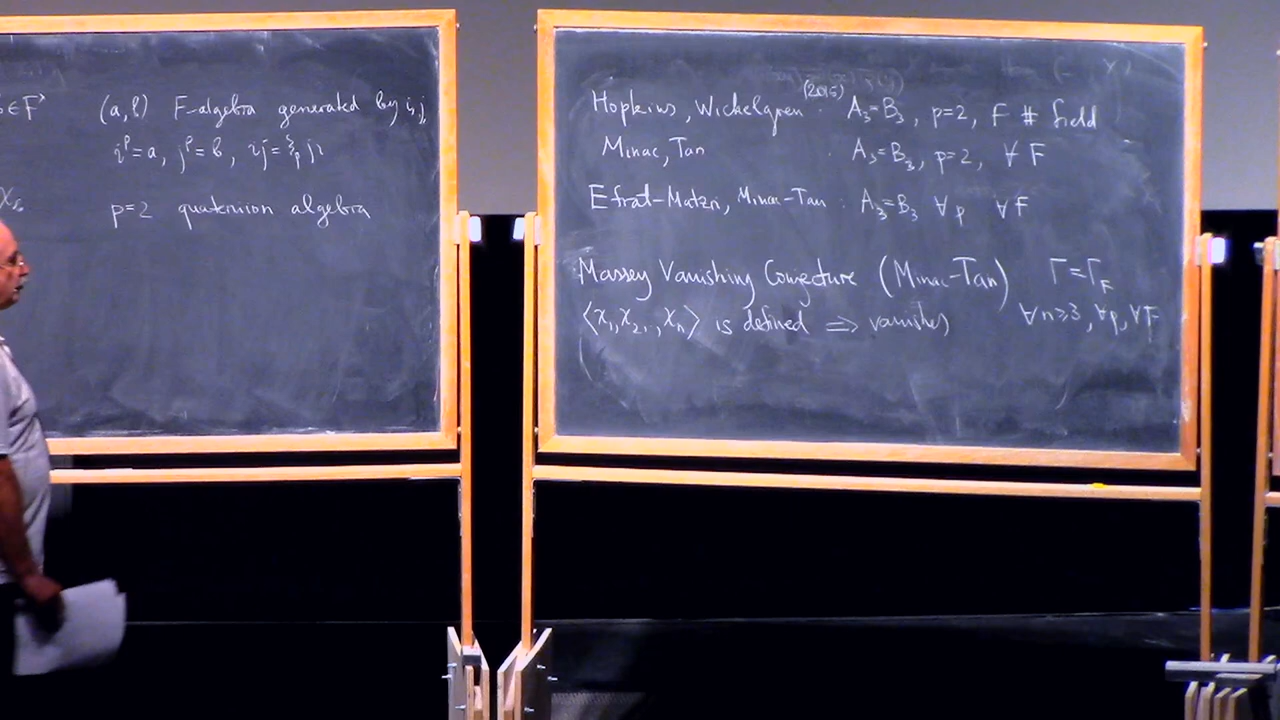 ∈F^× (a,b) F-algebra generated by i,j
i^p=a, j^p=b, ij=ξ_p ji
p=2 quaternion algebra
Hopkins, Wickelgren (2015) : A_3=B_3, p=2, F # field
Minac, Tan : A_3=B_3, p=2, ∀ F
Efrat-Matzri, Minac-Tan : A_3=B_3 ∀p ∀F
Massey Vanishing Conjecture (Minac-Tan) Γ=Γ_F
⟨χ_1,χ_2,..,χ_n⟩ is defined ⇒ vanishes ∀n≥3, ∀p, ∀F